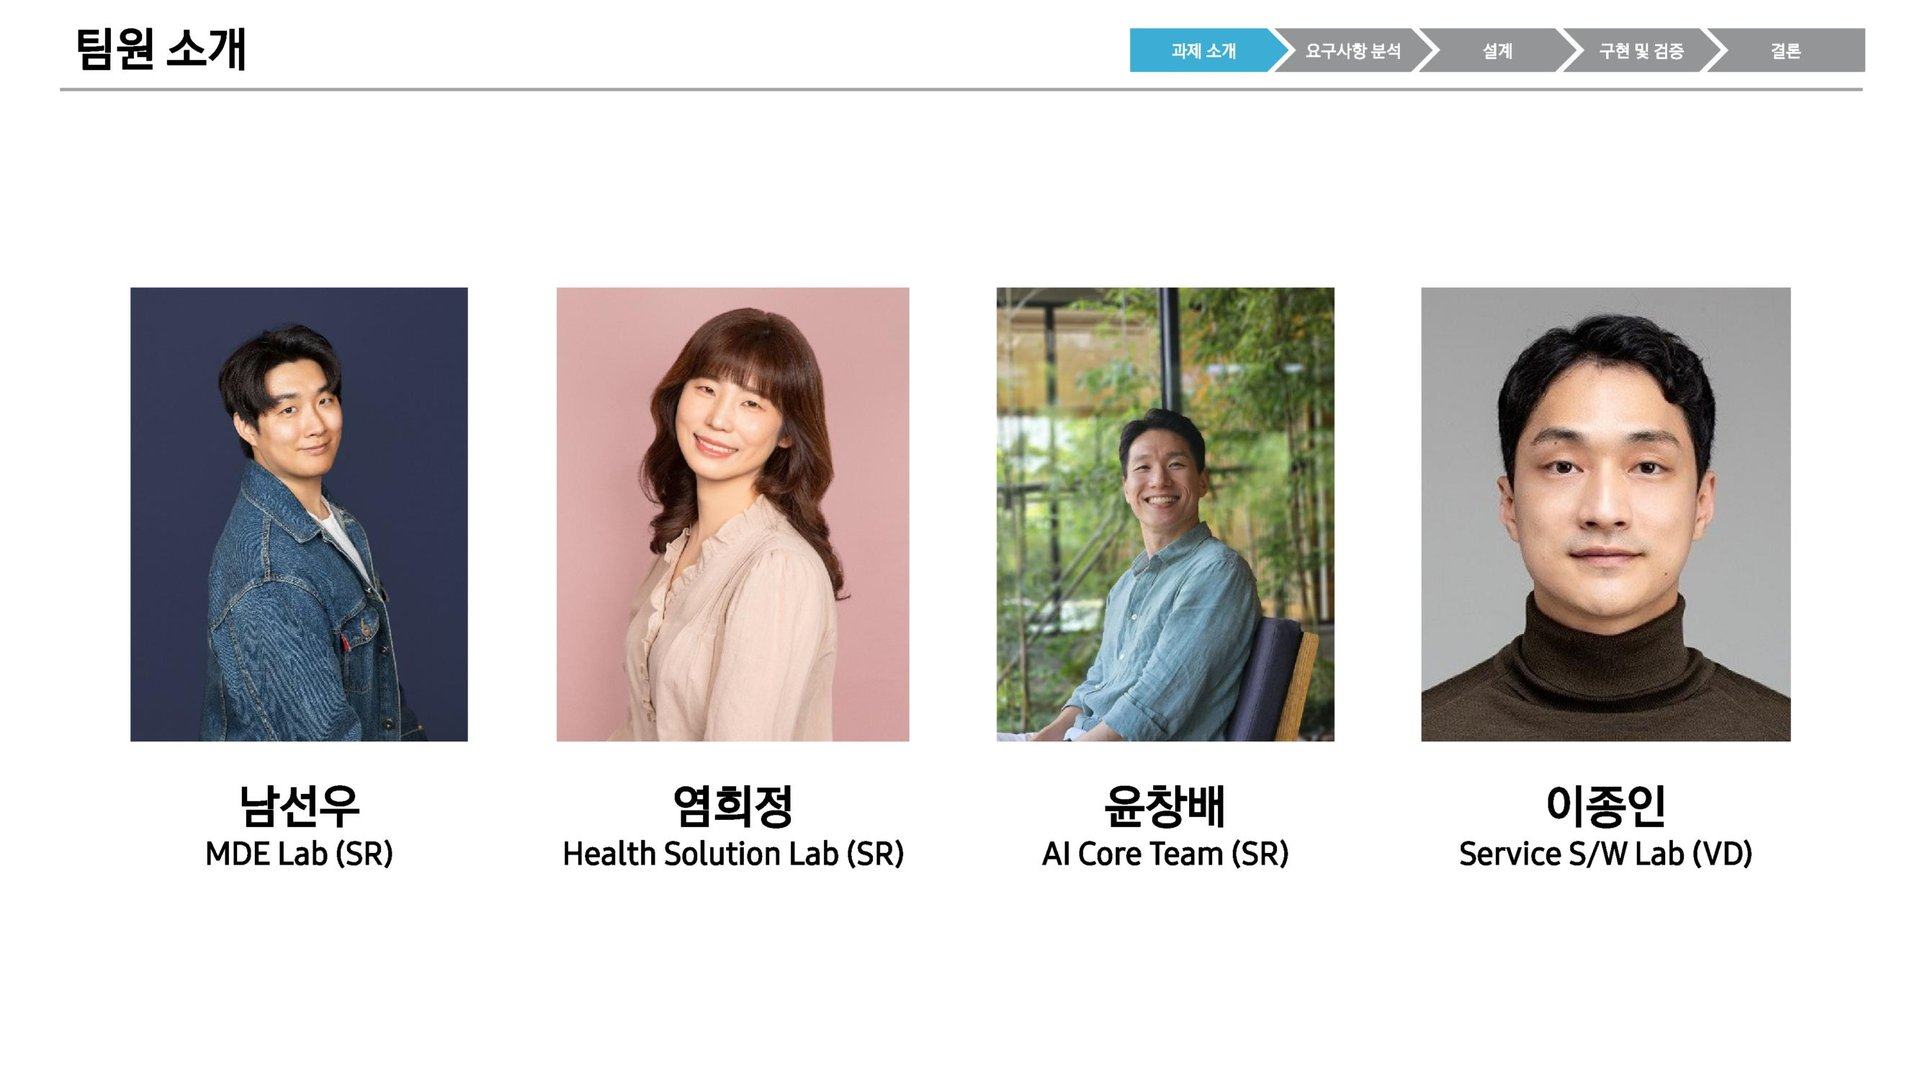 팀원 소개
과제 소개
요구사항 분석
설계
구현 및 검증
결론
남선우
MDE Lab (SR)
염희정
Health Solution Lab (SR)
윤창배
AI Core Team (SR)
이종인
Service S/W Lab (VD)